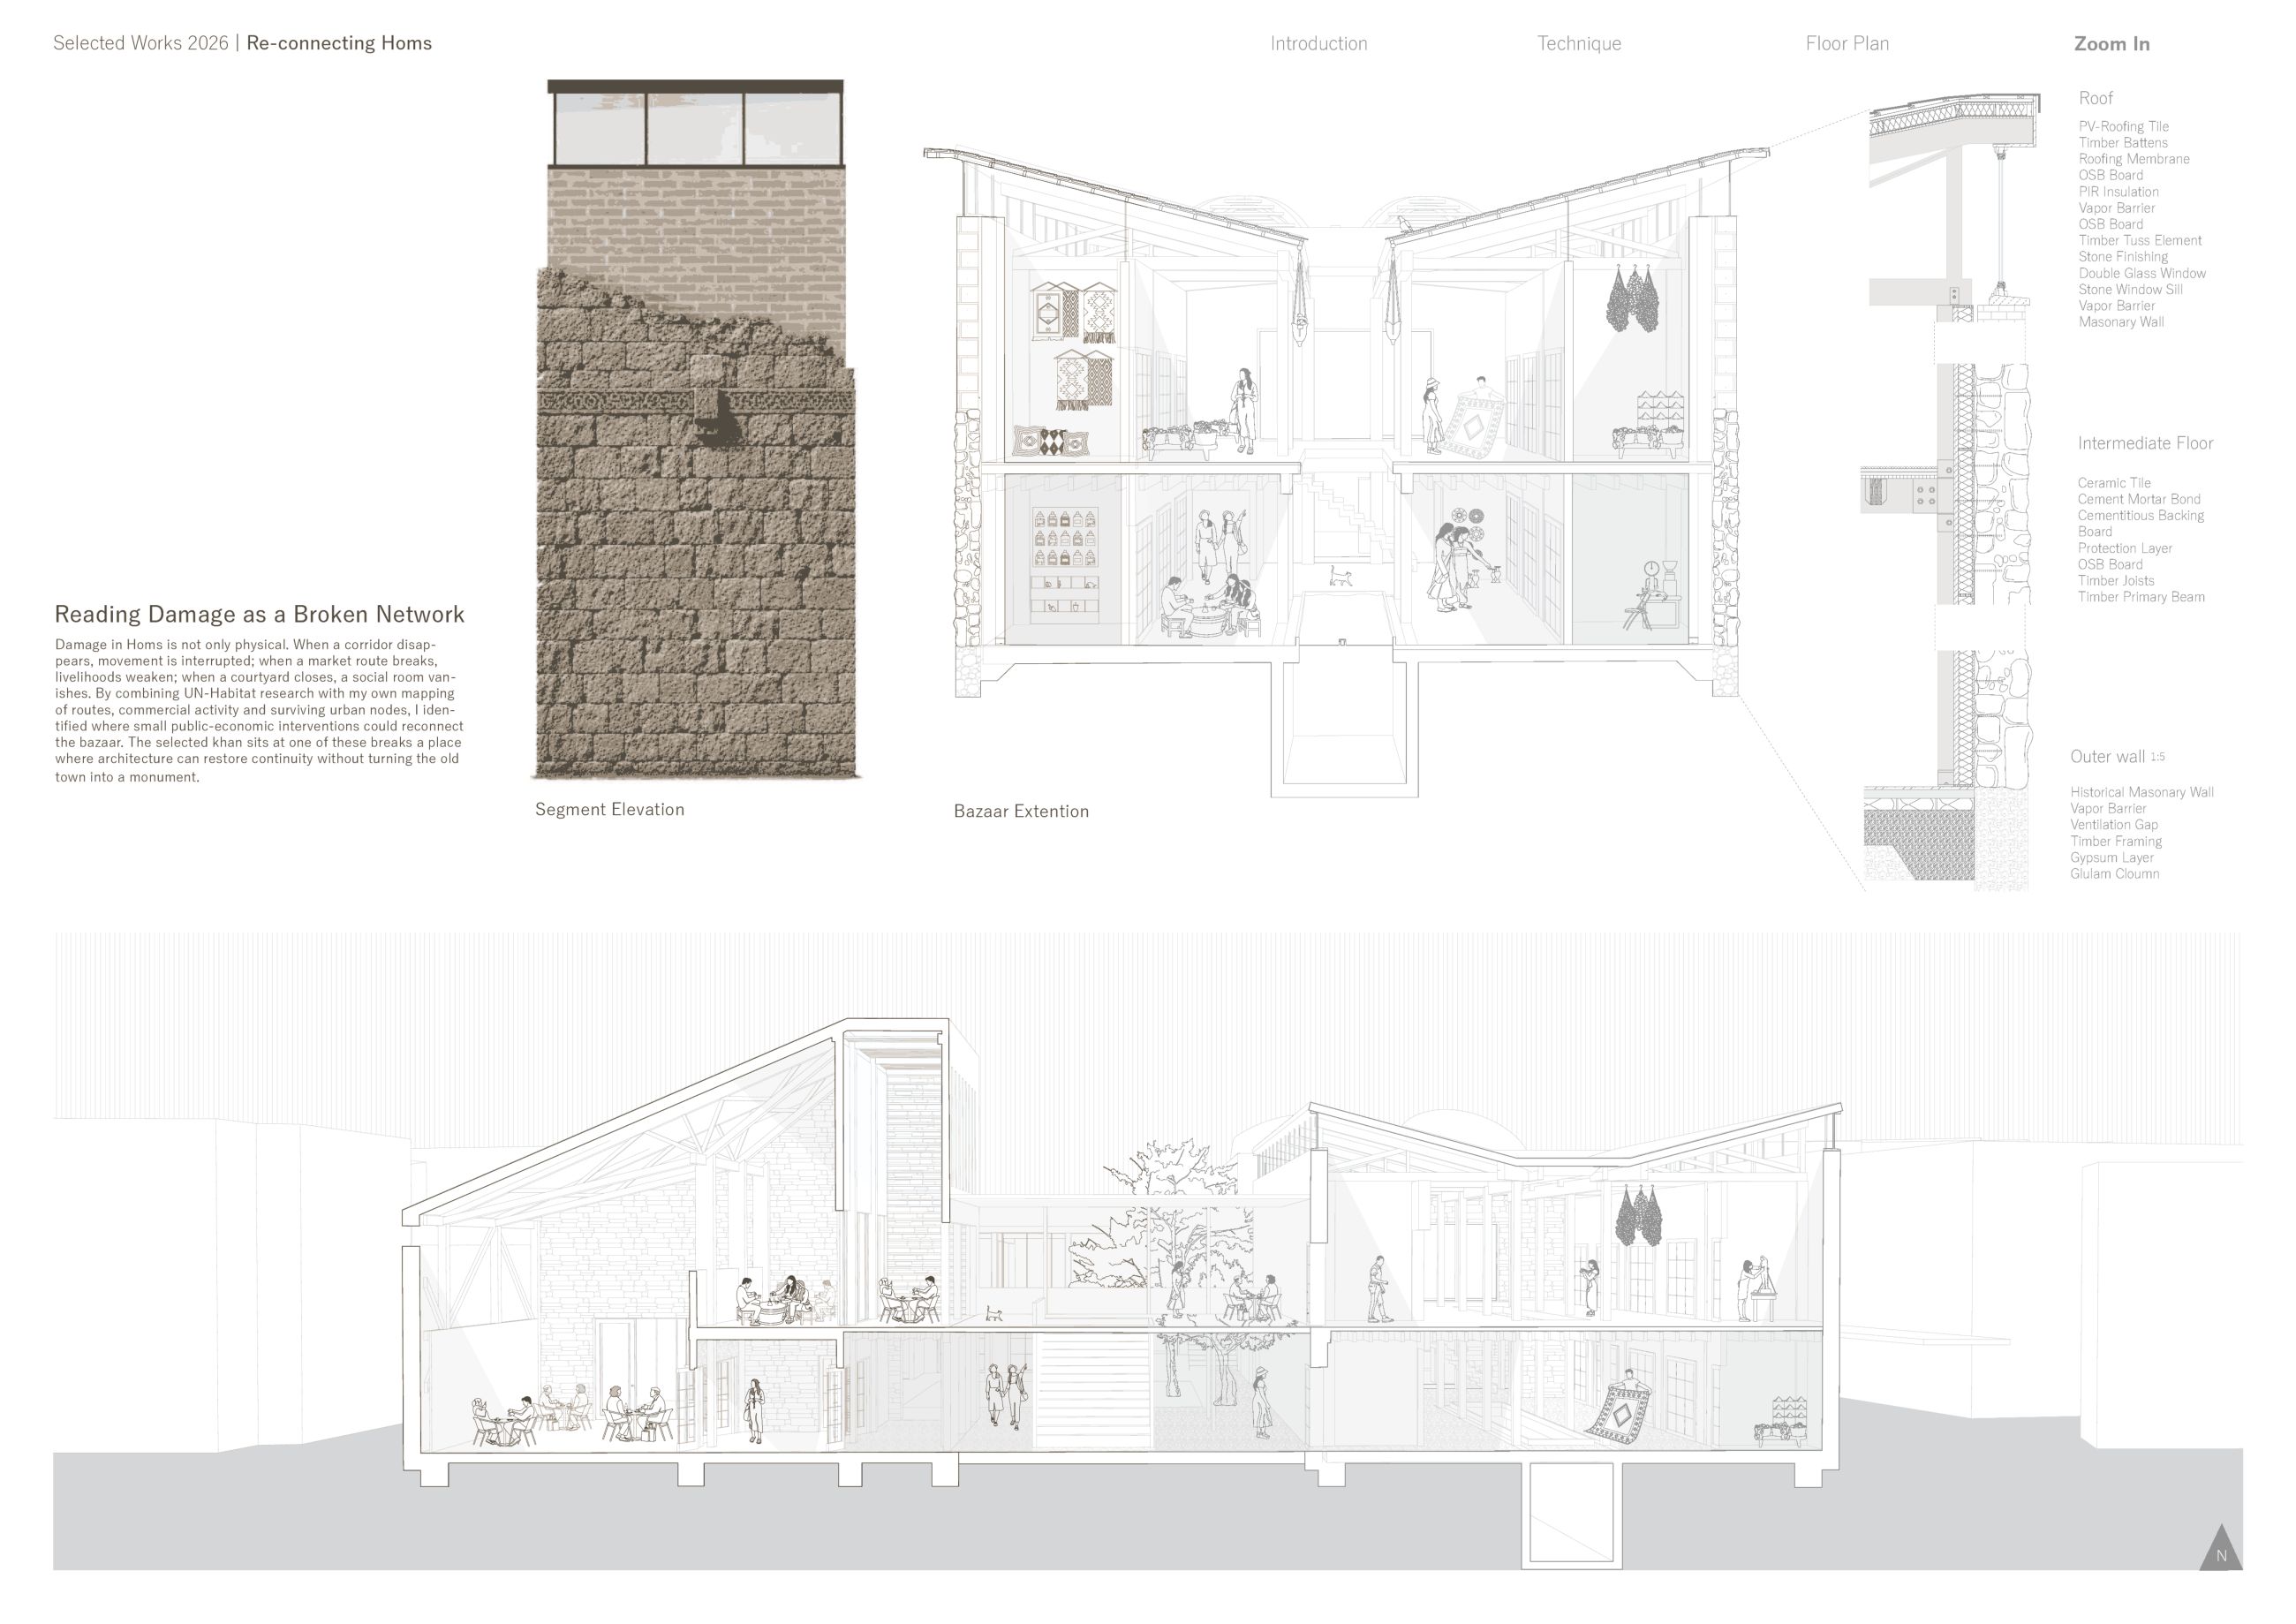 Selected Works 2026 | Re-connecting Homs
Introduction
Technique
Floor Plan
Zoom In
Roof
PV-Roofing Tile
Timber Battens
Roofing Membrane
OSB Board
PIR Insulation
Vapor Barrier
OSB Board
Timber Tuss Element
Stone Finishing
Double Glass Window
Stone Window Sill
Vapor Barrier
Masonary Wall
Intermediate Floor
Ceramic Tile
Cement Mortar Bond
Cementitious Backing
Board
Protection Layer
OSB Board
Timber Joists
Timber Primary Beam
Reading Damage as a Broken Network
Damage in Homs is not only physical. When a corridor disap-
pears, movement is interrupted; when a market route breaks,
livelihoods weaken; when a courtyard closes, a social room van-
ishes. By combining UN-Habitat research with my own mapping
of routes, commercial activity and surviving urban nodes, I iden-
tified where small public-economic interventions could reconnect
the bazaar. The selected khan sits at one of these breaks a place
where architecture can restore continuity without turning the old
town into a monument.
Segment Elevation
Bazaar Extention
Outer wall 1:5
Historical Masonary Wall
Vapor Barrier
Ventilation Gap
Timber Framing
Gypsum Layer
Glulam Cloumn
N